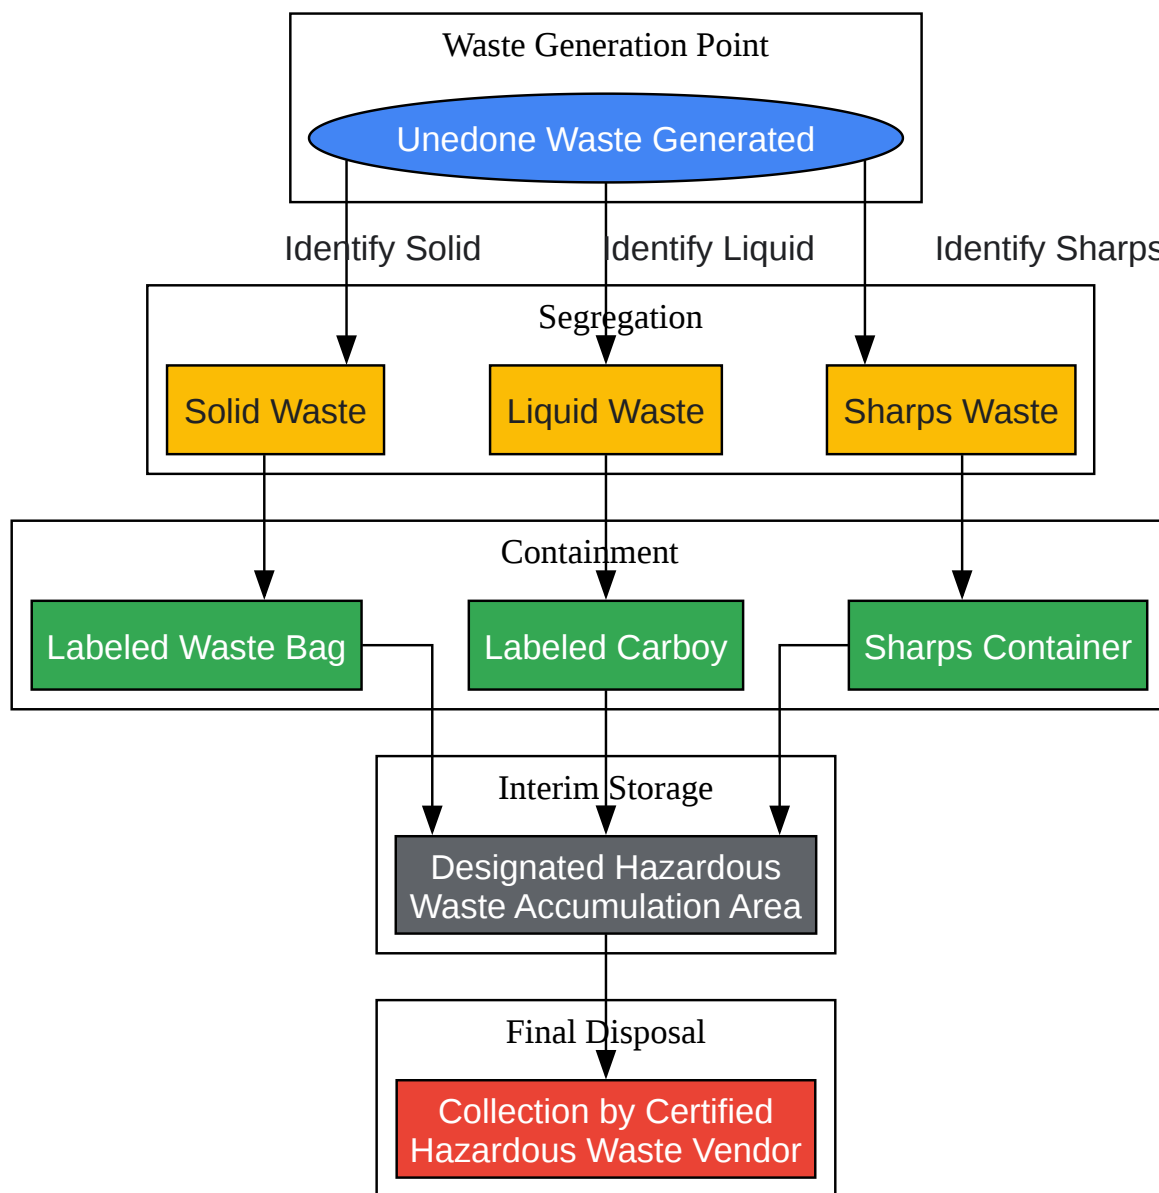 Waste Generation Point
Unedone Waste Generated
Identify Solid
Identify Liquid
Identify Sharps
Segregation
Solid Waste
Liquid Waste
Sharps Waste
Containment
Labeled Waste Bag
Labeled Carboy
Sharps Container
Interim Storage
Designated Hazardous
Waste Accumulation Area
Final Disposal
Collection by Certified
Hazardous Waste Vendor